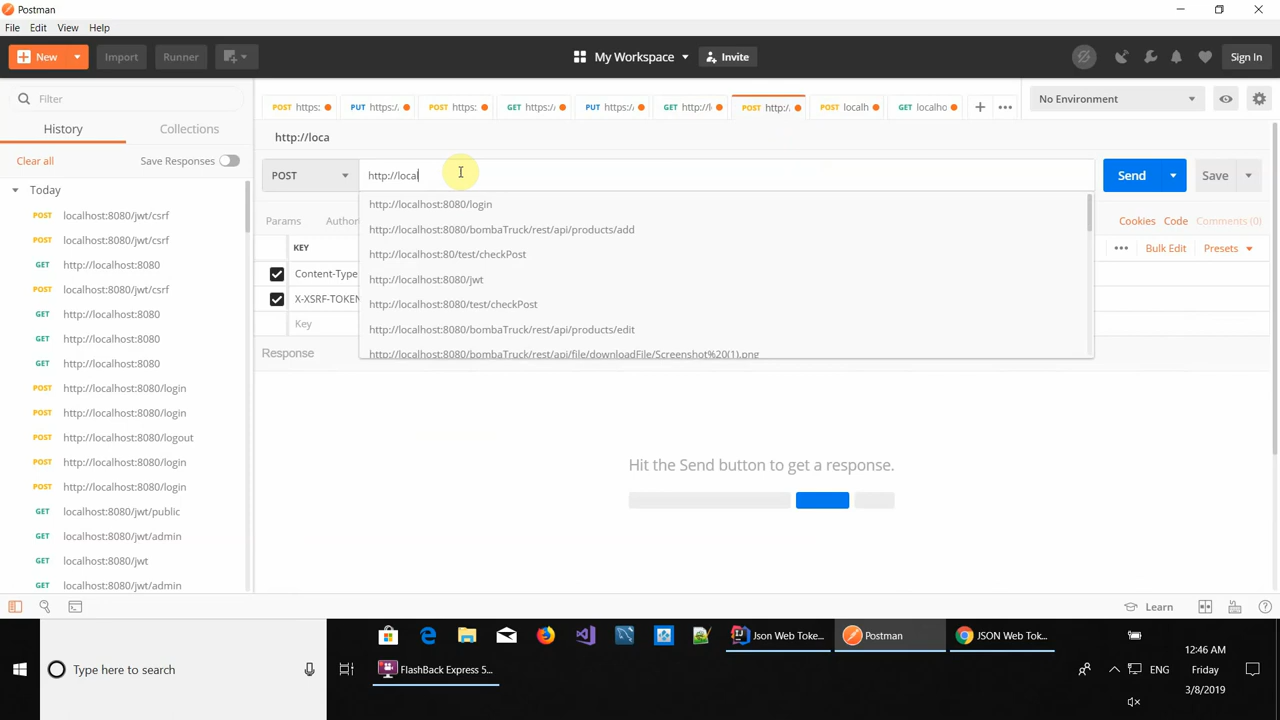 Postman
File Edit View Help
New Import Runner My Workspace Invite Sign In
Filter
History Collections
Clear all Save Responses
Today
POST localhost:8080/jwt/csrf
POST localhost:8080/jwt/csrf
GET http://localhost:8080
POST localhost:8080/jwt/csrf
GET http://localhost:8080
GET http://localhost:8080
GET http://localhost:8080
POST http://localhost:8080/login
POST http://localhost:8080/login
POST http://localhost:8080/logout
POST http://localhost:8080/login
POST http://localhost:8080/login
GET localhost:8080/jwt/public
GET localhost:8080/jwt/admin
GET localhost:8080/jwt
GET localhost:8080/jwt/admin
POST https: PUT https:/ POST https: GET https:/ PUT https:/ GET http://l POST http:/ POST localh GET localho + ••• No Environment
http://loca
POST http://local Send Save
http://localhost:8080/login
http://localhost:8080/bombaTruck/rest/api/products/add
http://localhost:80/test/checkPost
http://localhost:8080/jwt
http://localhost:8080/test/checkPost
http://localhost:8080/bombaTruck/rest/api/products/edit
http://localhost:8080/bombaTruck/rest/api/file/downloadFile/Screenshot%20(1).png
Params Author Cookies Code Comments (0)
KEY ••• Bulk Edit Presets
Content-Type
X-XSRF-TOKEN
Key
Response
Hit the Send button to get a response.
Learn
Type here to search
Json Web Toke... Postman JSON Web Tok...
FlashBack Express 5...
ENG
12:46 AM
Friday
3/8/2019